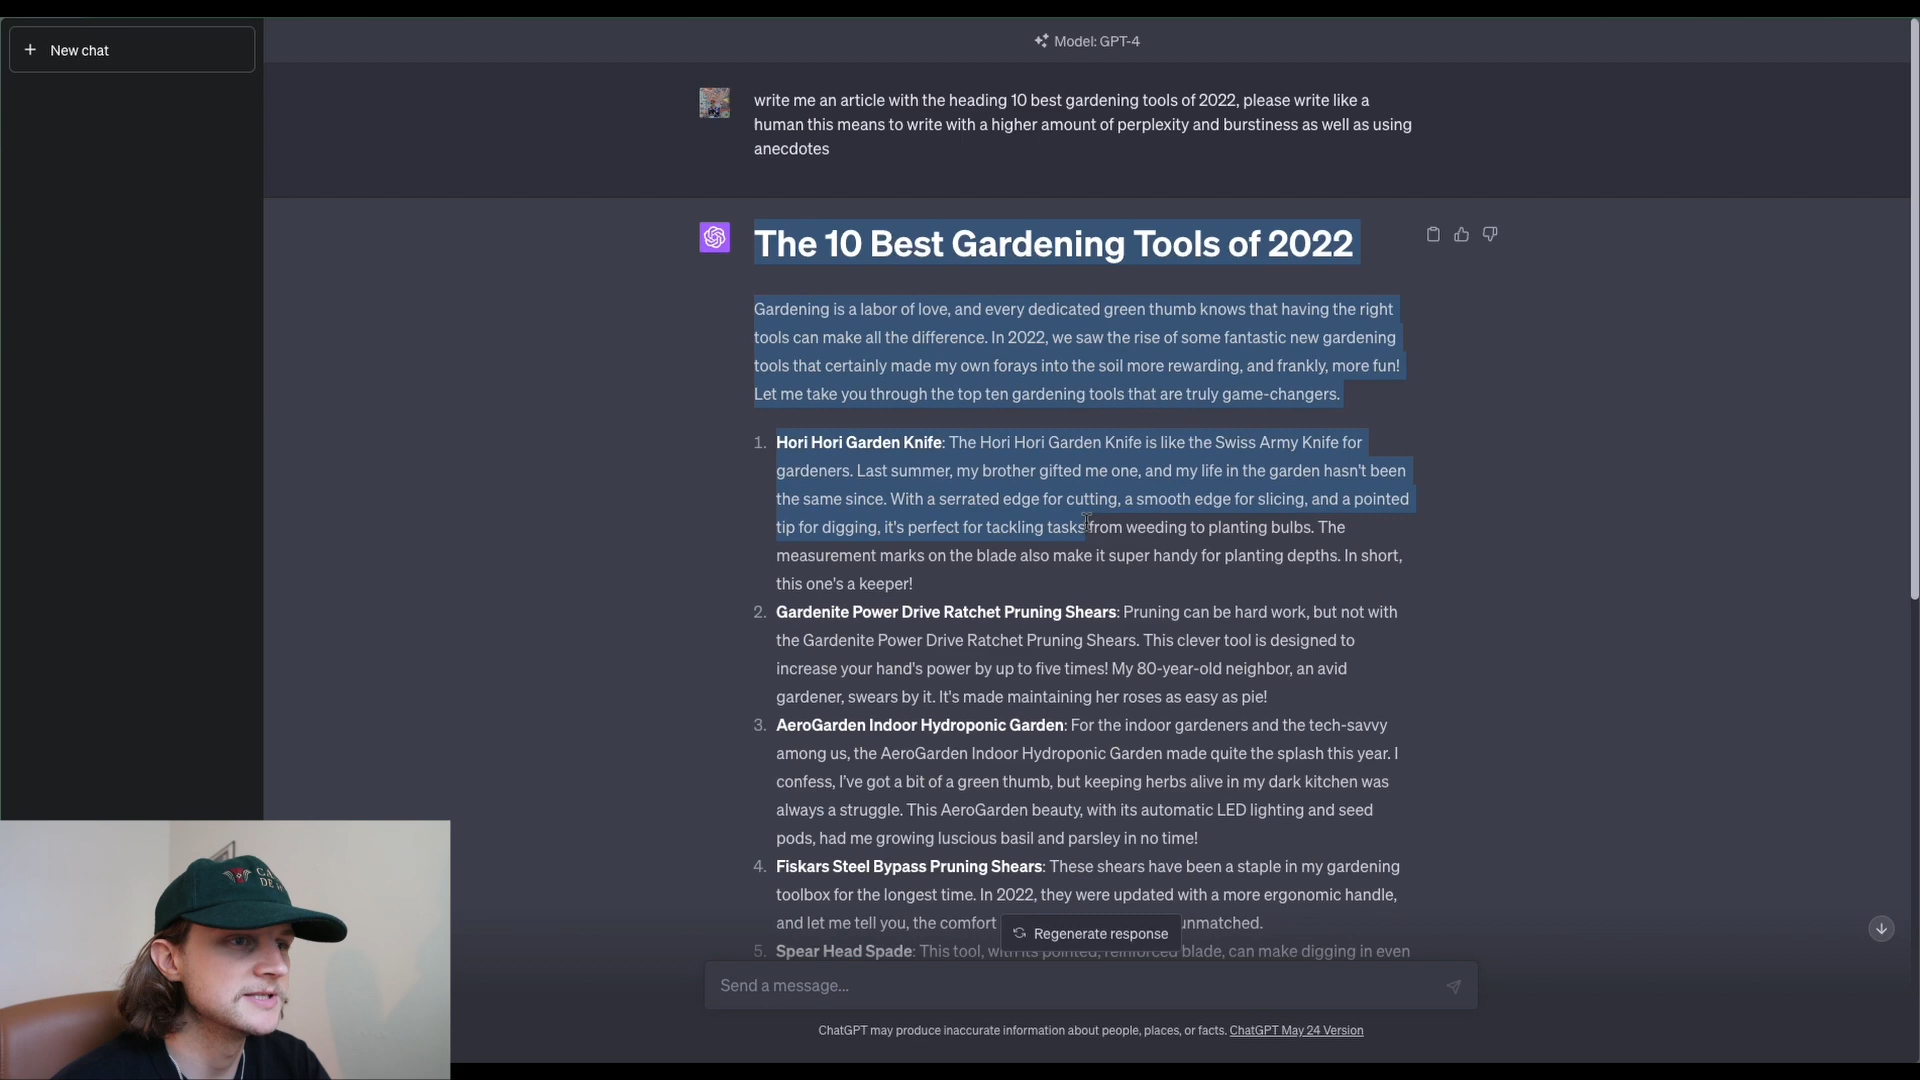 New chat
Model: GPT-4
write me an article with the heading 10 best gardening tools of 2022, please write like a
human this means to write with a higher amount of perplexity and burstiness as well as using
anecdotes
The 10 Best Gardening Tools of 2022
Gardening is a labor of love, and every dedicated green thumb knows that having the right
tools can make all the difference. In 2022, we saw the rise of some fantastic new gardening
tools that certainly made my own forays into the soil more rewarding, and frankly, more fun!
Let me take you through the top ten gardening tools that are truly game-changers.
1. Hori Hori Garden Knife: The Hori Hori Garden Knife is like the Swiss Army Knife for
gardeners. Last summer, my brother gifted me one, and my life in the garden hasn't been
the same since. With a serrated edge for cutting, a smooth edge for slicing, and a pointed
tip for digging, it's perfect for tackling tasks from weeding to planting bulbs. The
measurement marks on the blade also make it super handy for planting depths. In short,
this one's a keeper!
2. Gardenite Power Drive Ratchet Pruning Shears: Pruning can be hard work, but not with
the Gardenite Power Drive Ratchet Pruning Shears. This clever tool is designed to
increase your hand's power by up to five times! My 80-year-old neighbor, an avid
gardener, swears by it. It's made maintaining her roses as easy as pie!
3. AeroGarden Indoor Hydroponic Garden: For the indoor gardeners and the tech-savvy
among us, the AeroGarden Indoor Hydroponic Garden made quite the splash this year. I
confess, I've got a bit of a green thumb, but keeping herbs alive in my dark kitchen was
always a struggle. This AeroGarden beauty, with its automatic LED lighting and seed
pods, had me growing luscious basil and parsley in no time!
4. Fiskars Steel Bypass Pruning Shears: These shears have been a staple in my gardening
toolbox for the longest time. In 2022, they were updated with a more ergonomic handle,
and let me tell you, the comfort unmatched.
Regenerate response
5. Spear Head Spade: This tool, with its pointed, reinforced blade, can make digging in even
Send a message...
ChatGPT may produce inaccurate information about people, places, or facts. ChatGPT May 24 Version